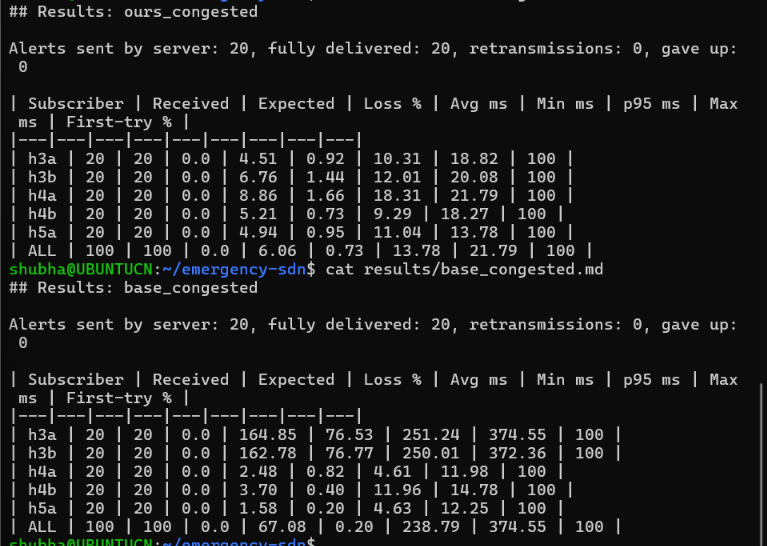 ## Results: ours_congested
Alerts sent by server: 20, fully delivered: 20, retransmissions: 0, gave up:
0
| Subscriber | Received | Expected | Loss % | Avg ms | Min ms | p95 ms | Max
ms | First-try % |
|---|---|---|---|---|---|---|---|---|
| h3a | 20 | 20 | 0.0 | 4.51 | 0.92 | 10.31 | 18.82 | 100 |
| h3b | 20 | 20 | 0.0 | 6.76 | 1.44 | 12.01 | 20.08 | 100 |
| h4a | 20 | 20 | 0.0 | 8.86 | 1.66 | 18.31 | 21.79 | 100 |
| h4b | 20 | 20 | 0.0 | 5.21 | 0.73 | 9.29 | 18.27 | 100 |
| h5a | 20 | 20 | 0.0 | 4.94 | 0.95 | 11.04 | 13.78 | 100 |
| ALL | 100 | 100 | 0.0 | 6.06 | 0.73 | 13.78 | 21.79 | 100 |
shubha@UBUNTUCN:~/emergency-sdn$ cat results/base_congested.md
## Results: base_congested
Alerts sent by server: 20, fully delivered: 20, retransmissions: 0, gave up:
0
| Subscriber | Received | Expected | Loss % | Avg ms | Min ms | p95 ms | Max
ms | First-try % |
|---|---|---|---|---|---|---|---|---|
| h3a | 20 | 20 | 0.0 | 164.85 | 76.53 | 251.24 | 374.55 | 100 |
| h3b | 20 | 20 | 0.0 | 162.78 | 76.77 | 250.01 | 372.36 | 100 |
| h4a | 20 | 20 | 0.0 | 2.48 | 0.82 | 4.61 | 11.98 | 100 |
| h4b | 20 | 20 | 0.0 | 3.70 | 0.40 | 11.96 | 14.78 | 100 |
| h5a | 20 | 20 | 0.0 | 1.58 | 0.20 | 4.63 | 12.25 | 100 |
| ALL | 100 | 100 | 0.0 | 67.08 | 0.20 | 238.79 | 374.55 | 100 |
shubha@UBUNTUCN:~/emergency-sdn$